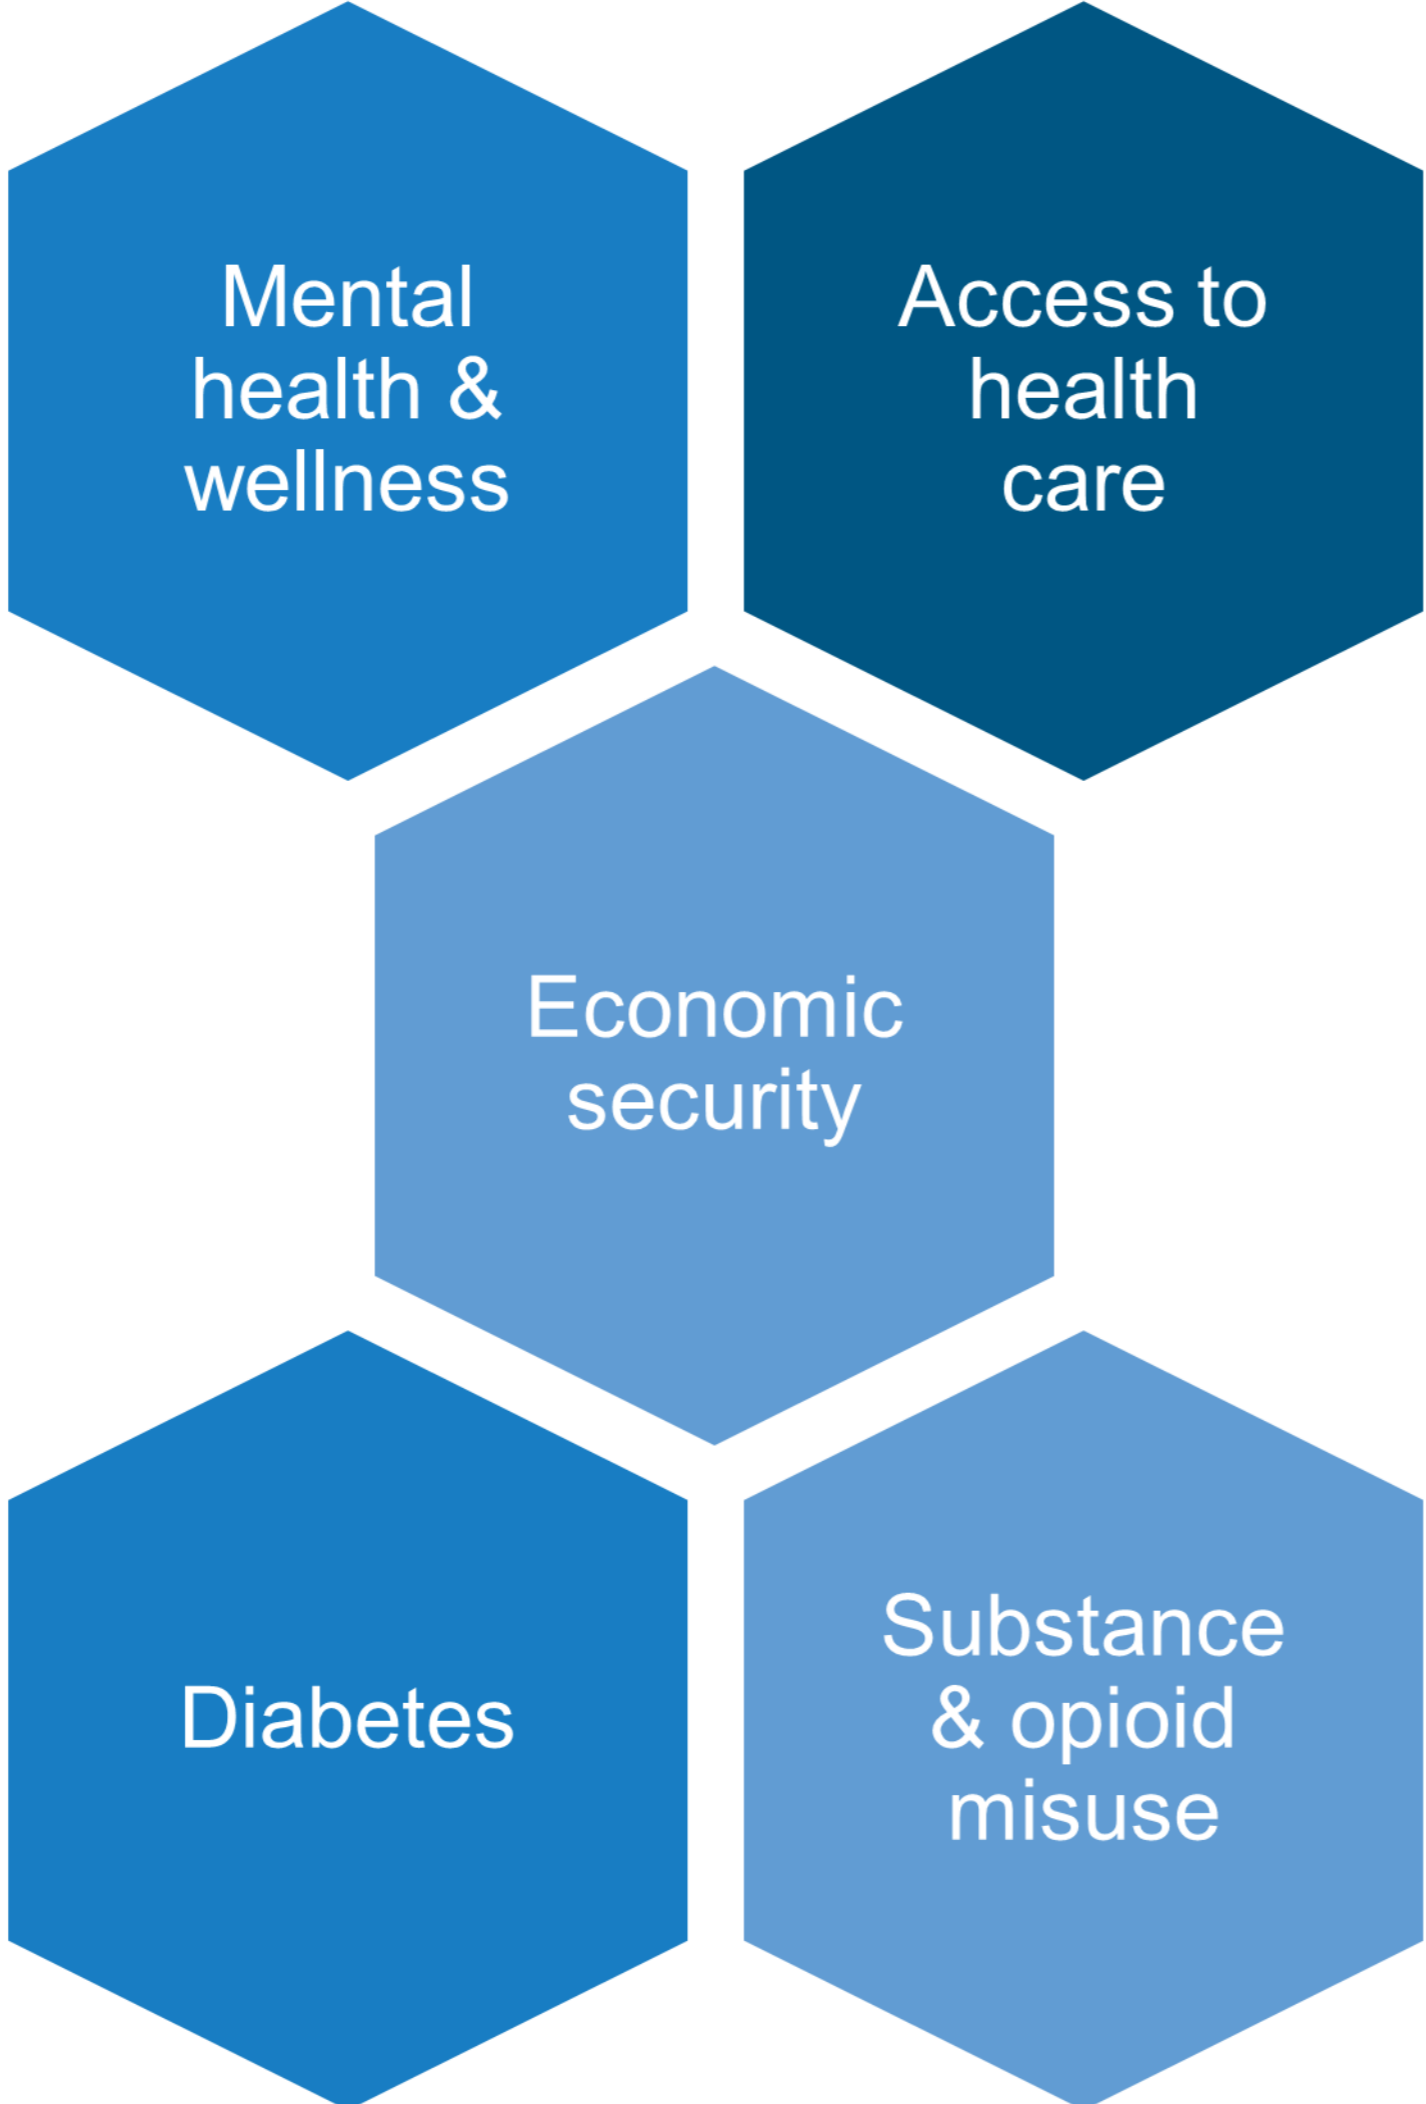 Mental
health &
wellness
Access to
health
care
Economic
security
Diabetes
Substance
& opioid
misuse